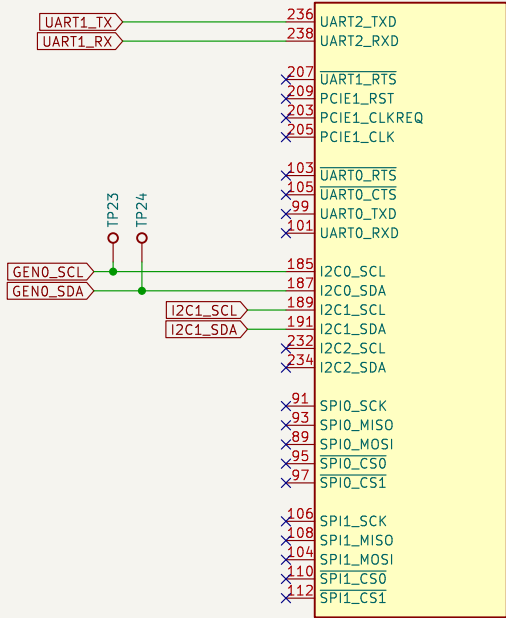 UART1_TX 236 UART2_TXD
UART1_RX 238 UART2_RXD
207 UART1_RTS
209 PCIE1_RST
203 PCIE1_CLKREQ
205 PCIE1_CLK
103 UART0_RTS
105 UART0_CTS
99 UART0_TXD
101 UART0_RXD
TP23 TP24
GEN0_SCL 185 I2C0_SCL
GEN0_SDA 187 I2C0_SDA
I2C1_SCL 189 I2C1_SCL
I2C1_SDA 191 I2C1_SDA
232 I2C2_SCL
234 I2C2_SDA
91 SPI0_SCK
93 SPI0_MISO
89 SPI0_MOSI
95 SPI0_CS0
97 SPI0_CS1
106 SPI1_SCK
108 SPI1_MISO
104 SPI1_MOSI
110 SPI1_CS0
112 SPI1_CS1